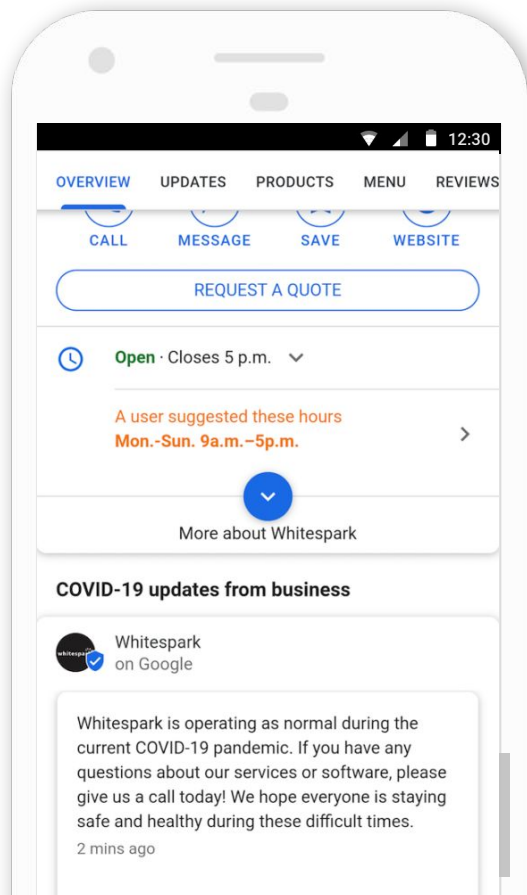 12:30
OVERVIEW UPDATES PRODUCTS MENU REVIEWS
CALL MESSAGE SAVE WEBSITE
REQUEST A QUOTE
Open · Closes 5 p.m.
A user suggested these hours
Mon.-Sun. 9a.m.–5p.m.
More about Whitespark
COVID-19 updates from business
whitespark
Whitespark
on Google
Whitespark is operating as normal during the
current COVID-19 pandemic. If you have any
questions about our services or software, please
give us a call today! We hope everyone is staying
safe and healthy during these difficult times.
2 mins ago